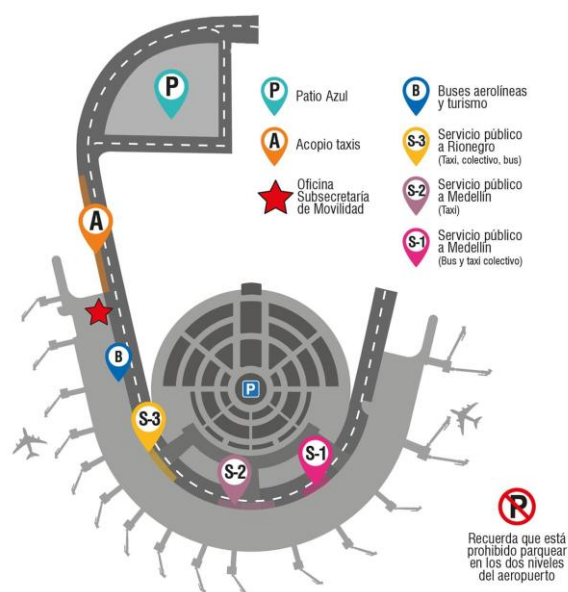 P
P
Patio Azul
A
Acopio taxis
Oficina
Subsecretaría
de Movilidad
B
Buses aerolíneas
y turismo
S-3
Servicio público
a Rionegro
(Taxi, colectivo, bus)
S-2
Servicio público
a Medellín
(Taxi)
S-1
Servicio público
a Medellín
(Bus y taxi colectivo)
A
B
P
S-3
S-2
S-1
P
Recuerda que está
prohibido parquear
en los dos niveles
del aeropuerto